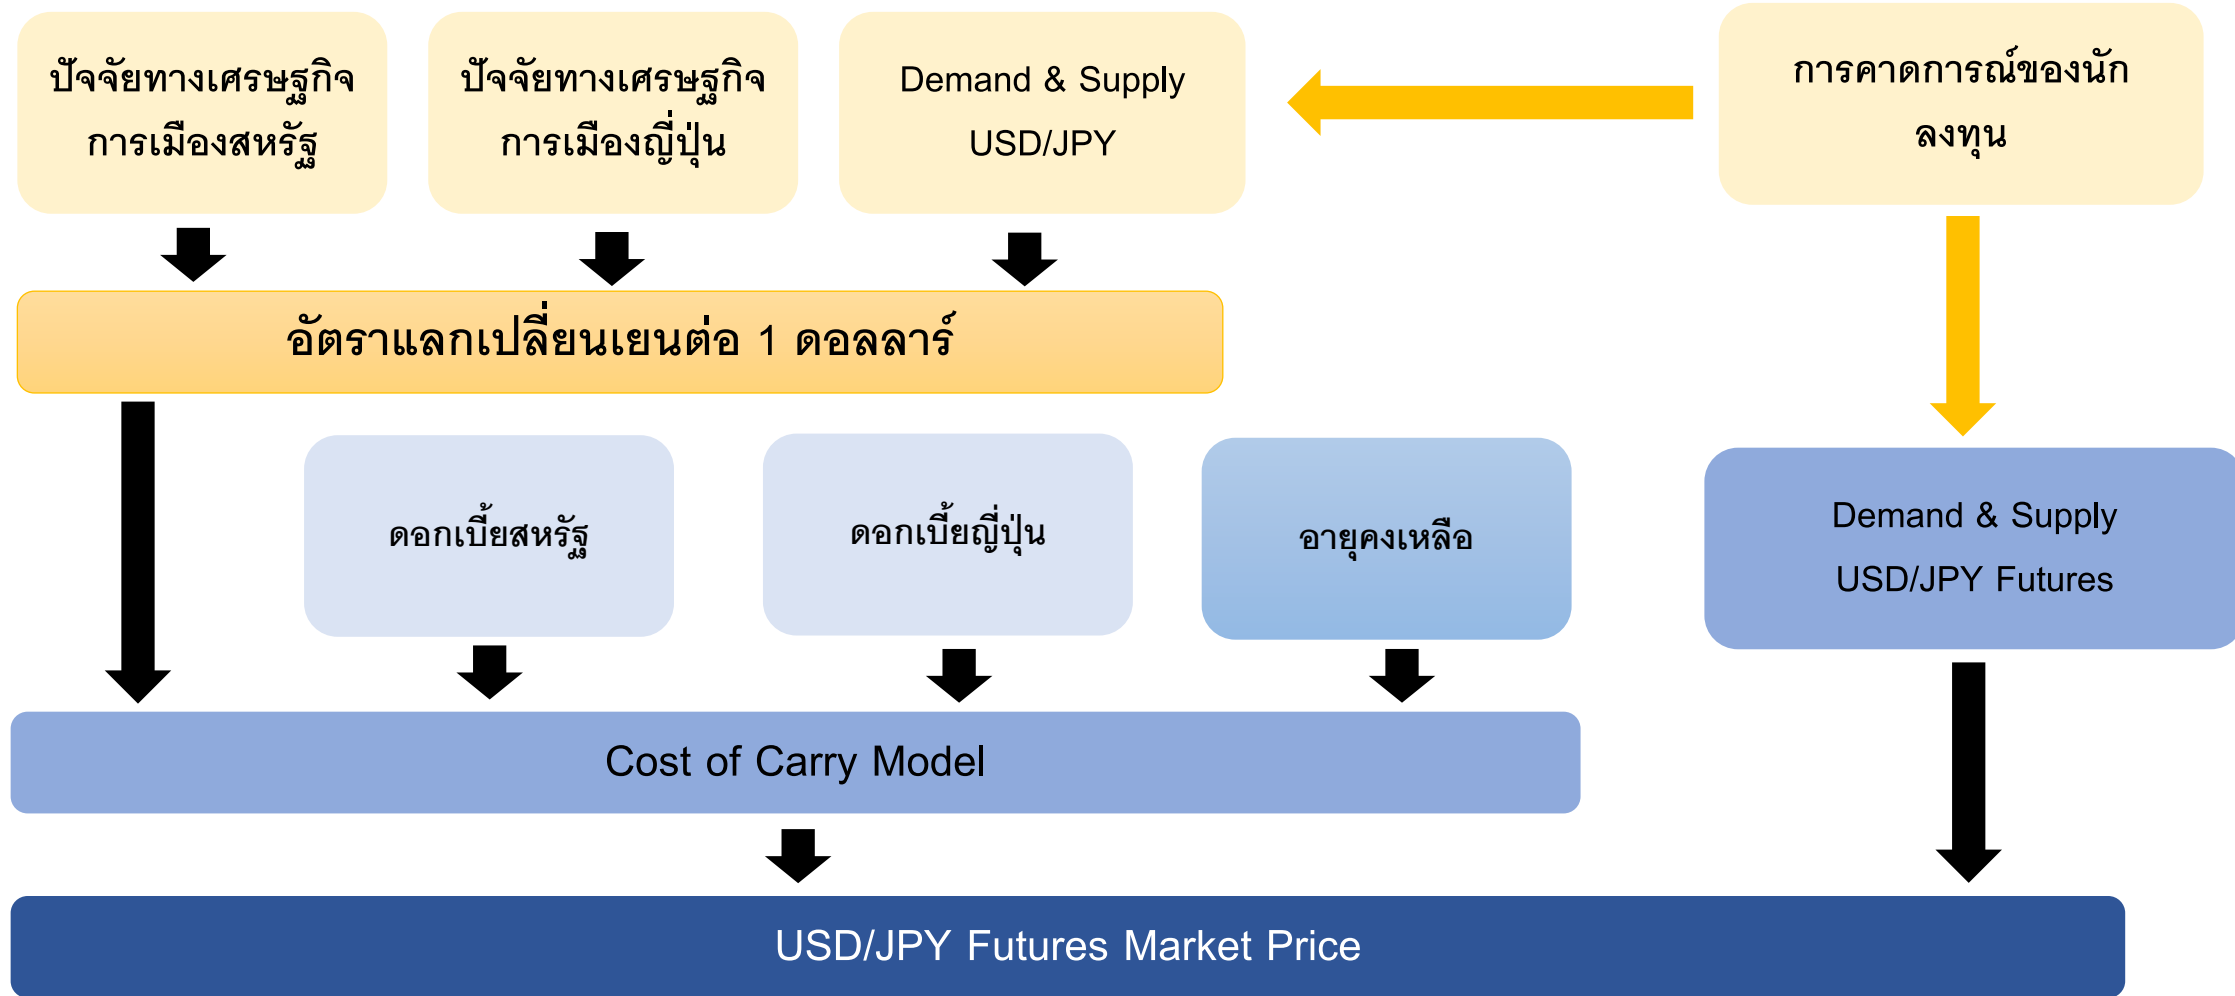 ปัจจัยทางเศรษฐกิจ
การเมืองสหรัฐ
ปัจจัยทางเศรษฐกิจ
การเมืองญี่ปุ่น
Demand & Supply
USD/JPY
การคาดการณ์ของนัก
ลงทุน
อัตราแลกเปลี่ยนเยนต่อ 1 ดอลลาร์
ดอกเบี้ยสหรัฐ
ดอกเบี้ยญี่ปุ่น
อายุคงเหลือ
Demand & Supply
USD/JPY Futures
Cost of Carry Model
USD/JPY Futures Market Price